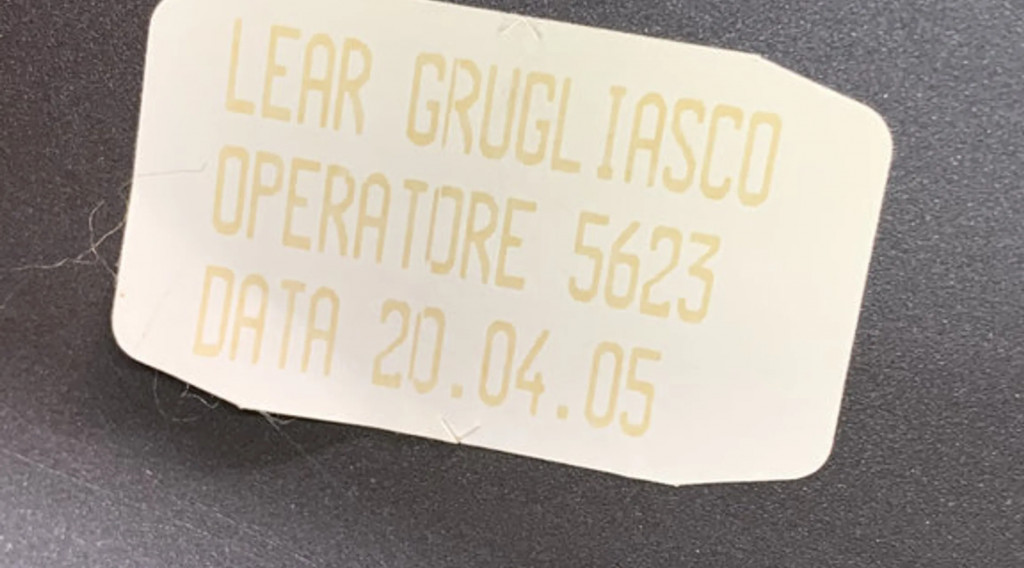 LEAR GRUGLIASCO
OPERATORE 5623
DATA 20.04.05